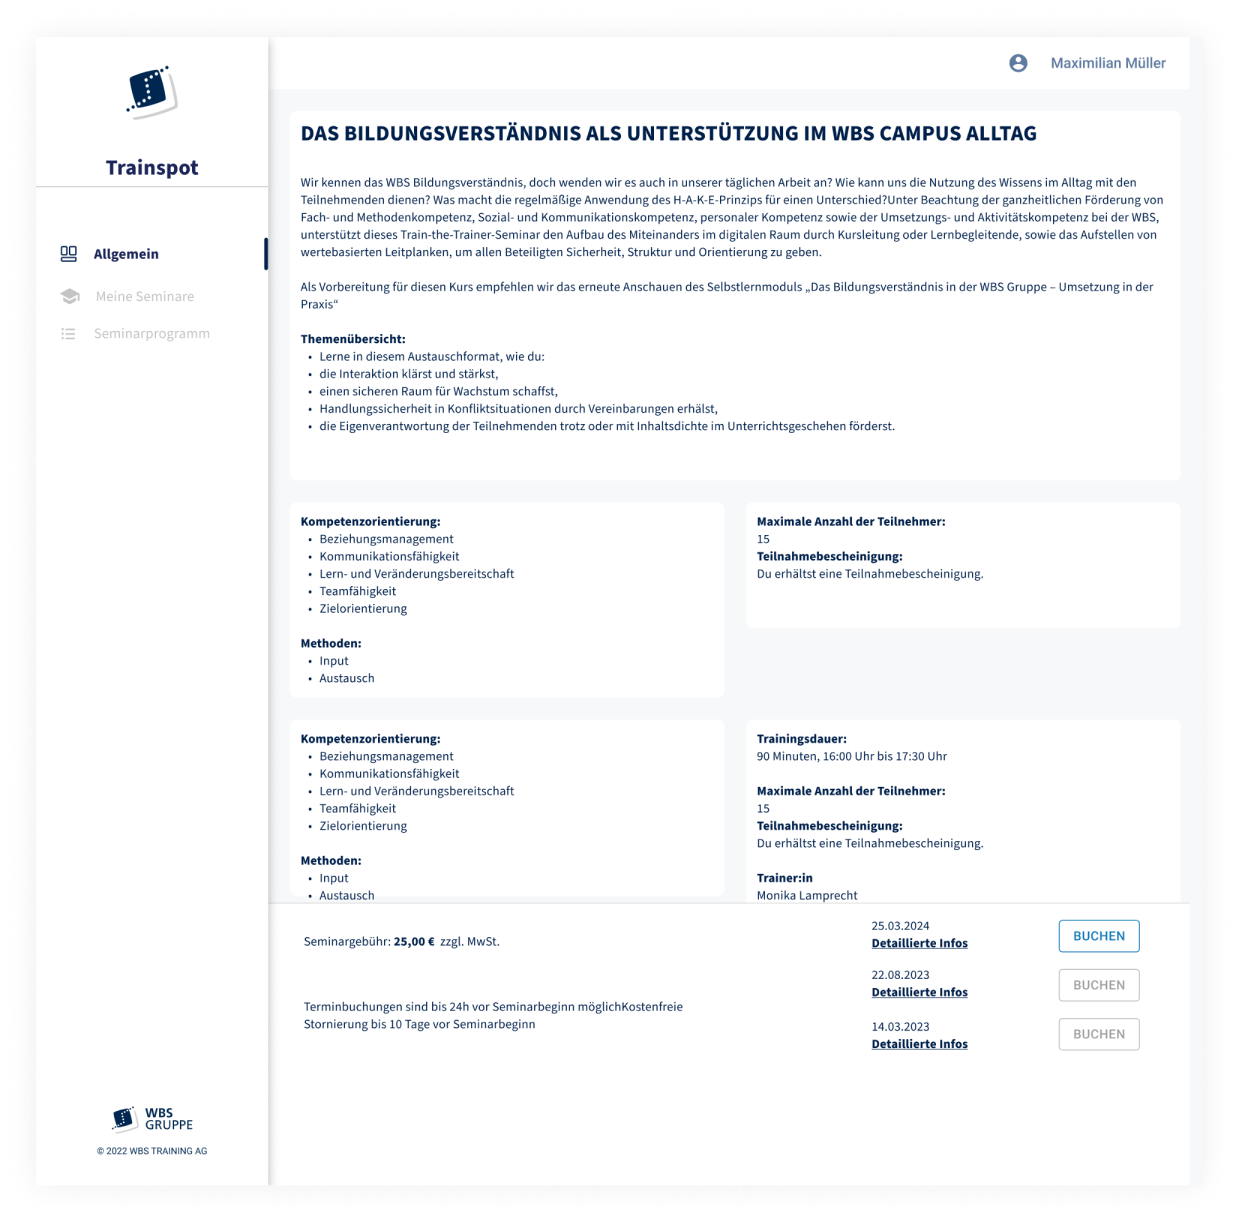 Trainspot
Allgemein
Meine Seminare
Seminarprogramm
WBS
GRUPPE
© 2022 WBS TRAINING AG
Maximilian Müller
DAS BILDUNGSVERSTÄNDNIS ALS UNTERSTÜTZUNG IM WBS CAMPUS ALLTAG
Wir kennen das WBS Bildungsverständnis, doch wenden wir es auch in unserer täglichen Arbeit an? Wie kann uns die Nutzung des Wissens im Alltag mit den
Teilnehmenden dienen? Was macht die regelmäßige Anwendung des H-A-K-E-Prinzips für einen Unterschied?Unter Beachtung der ganzheitlichen Förderung von
Fach- und Methodenkompetenz, Sozial- und Kommunikationskompetenz, personaler Kompetenz sowie der Umsetzungs- und Aktivitätskompetenz bei der WBS,
unterstützt dieses Train-the-Trainer-Seminar den Aufbau des Miteinanders im digitalen Raum durch Kursleitung oder Lernbegleitende, sowie das Aufstellen von
wertebasierten Leitplanken, um allen Beteiligten Sicherheit, Struktur und Orientierung zu geben.
Als Vorbereitung für diesen Kurs empfehlen wir das erneute Anschauen des Selbstlernmoduls „Das Bildungsverständnis in der WBS Gruppe – Umsetzung in der
Praxis“
Themenübersicht:
• Lerne in diesem Austauschformat, wie du:
• die Interaktion klärst und stärkst,
• einen sicheren Raum für Wachstum schaffst,
• Handlungssicherheit in Konfliktsituationen durch Vereinbarungen erhälst,
• die Eigenverantwortung der Teilnehmenden trotz oder mit Inhaltsdichte im Unterrichtsgeschehen förderst.
Kompetenzorientierung:
• Beziehungsmanagement
• Kommunikationsfähigkeit
• Lern- und Veränderungsbereitschaft
• Teamfähigkeit
• Zielorientierung
Methoden:
• Input
• Austausch
Maximale Anzahl der Teilnehmer:
15
Teilnahmebescheinigung:
Du erhältst eine Teilnahmebescheinigung.
Kompetenzorientierung:
• Beziehungsmanagement
• Kommunikationsfähigkeit
• Lern- und Veränderungsbereitschaft
• Teamfähigkeit
• Zielorientierung
Methoden:
• Input
• Austausch
Trainingsdauer:
90 Minuten, 16:00 Uhr bis 17:30 Uhr
Maximale Anzahl der Teilnehmer:
15
Teilnahmebescheinigung:
Du erhältst eine Teilnahmebescheinigung.
Trainer:in
Monika Lamprecht
Seminargebühr: 25,00 € zzgl. MwSt.
Terminbuchungen sind bis 24h vor Seminarbeginn möglichKostenfreie
Stornierung bis 10 Tage vor Seminarbeginn
25.03.2024
Detaillierte Infos
BUCHEN
22.08.2023
Detaillierte Infos
BUCHEN
14.03.2023
Detaillierte Infos
BUCHEN